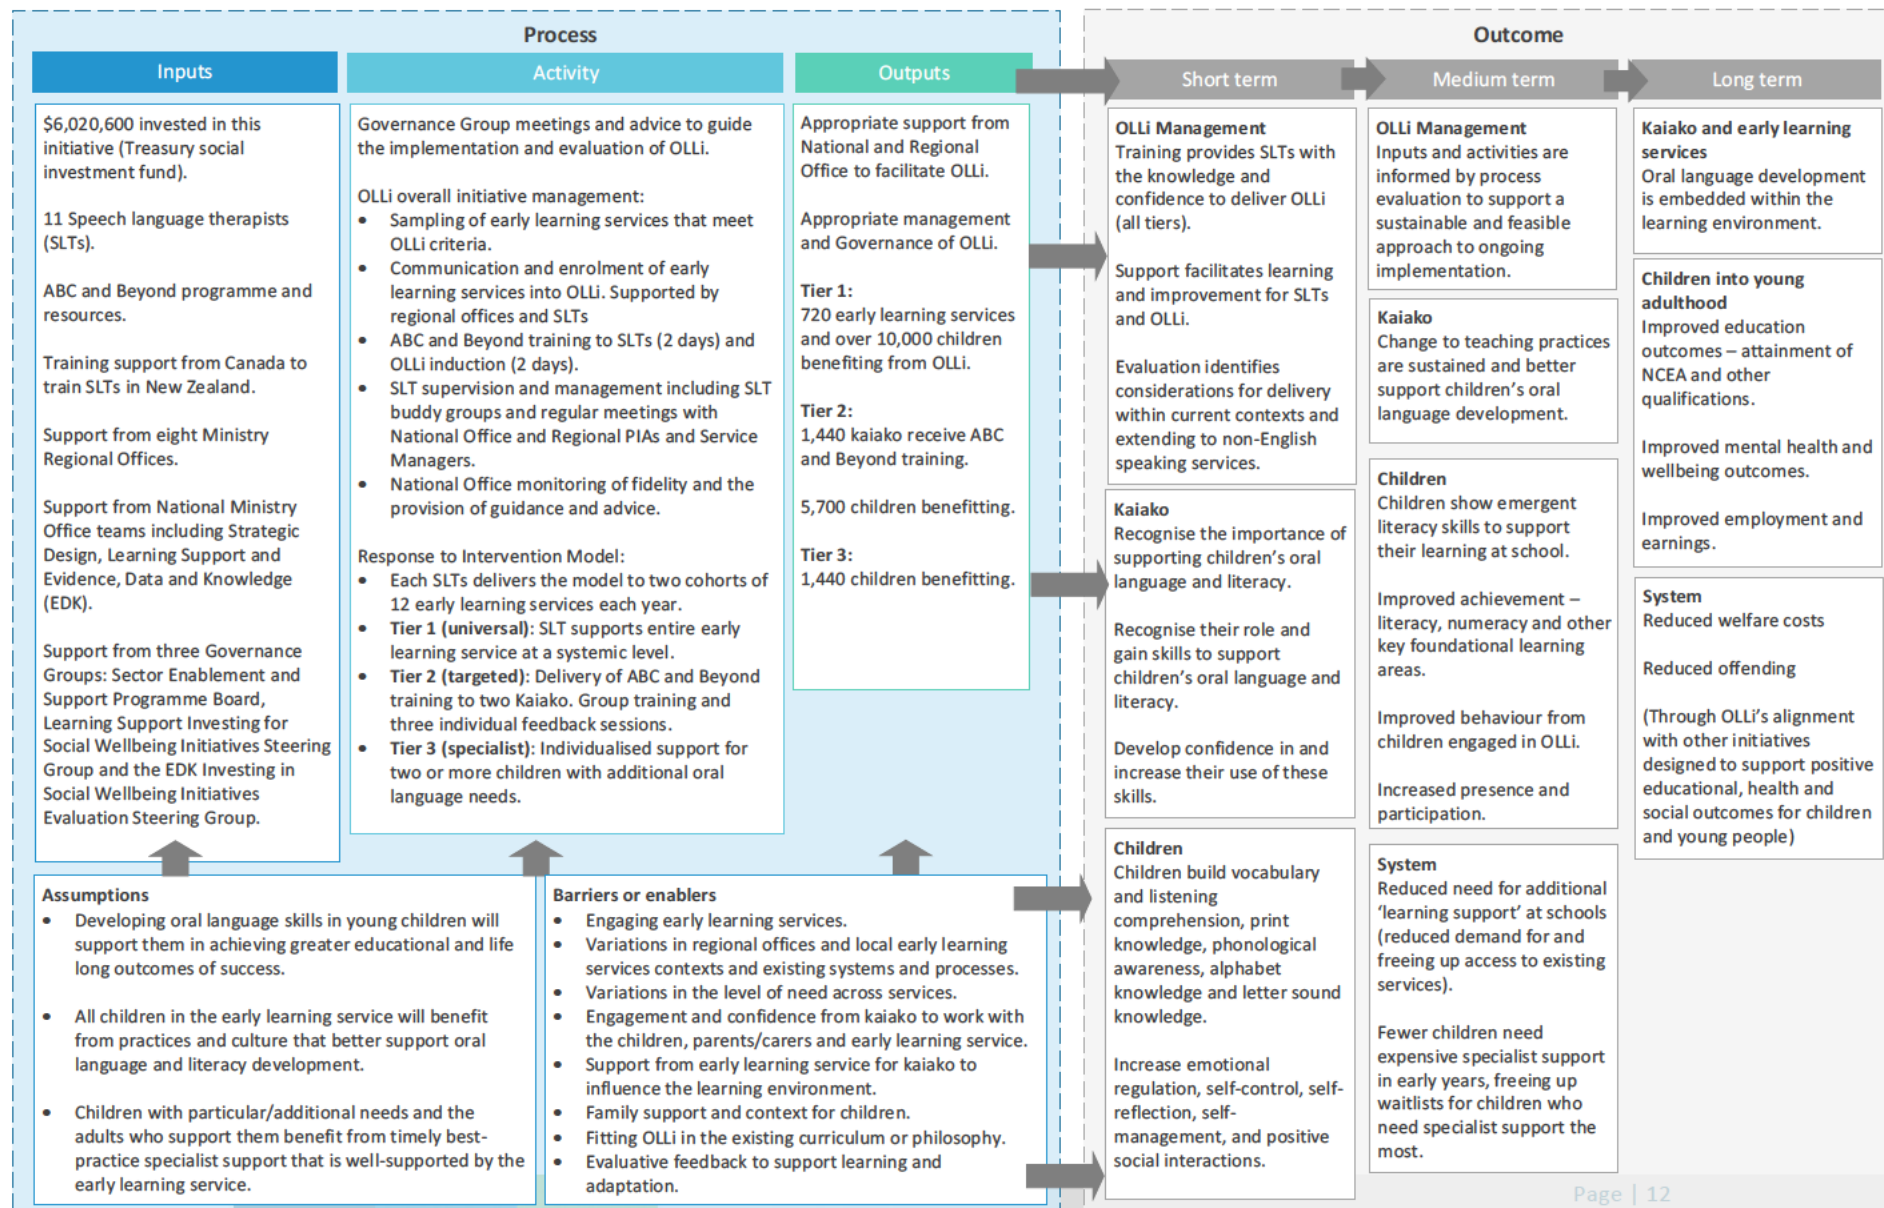 Process
Inputs
Activity
Outputs
$6,020,600 invested in this
initiative (Treasury social
investment fund).
11 Speech language therapists
(SLTs).
ABC and Beyond programme and
resources.
Training support from Canada to
train SLTs in New Zealand.
Support from eight Ministry
Regional Offices.
Support from National Ministry
Office teams including Strategic
Design, Learning Support and
Evidence, Data and Knowledge
(EDK).
Support from three Governance
Groups: Sector Enablement and
Support Programme Board,
Learning Support Investing for
Social Wellbeing Initiatives Steering
Group and the EDK Investing in
Social Wellbeing Initiatives
Evaluation Steering Group.
Governance Group meetings and advice to guide
the implementation and evaluation of OLLi.
OLLi overall initiative management:
• Sampling of early learning services that meet
OLLi criteria.
• Communication and enrolment of early
learning services into OLLi. Supported by
regional offices and SLTs
• ABC and Beyond training to SLTs (2 days) and
OLLi induction (2 days).
• SLT supervision and management including SLT
buddy groups and regular meetings with
National Office and Regional PIAs and Service
Managers.
• National Office monitoring of fidelity and the
provision of guidance and advice.
Response to Intervention Model:
• Each SLTs delivers the model to two cohorts of
12 early learning services each year.
• Tier 1 (universal): SLT supports entire early
learning service at a systemic level.
• Tier 2 (targeted): Delivery of ABC and Beyond
training to two Kaiako. Group training and
three individual feedback sessions.
• Tier 3 (specialist): Individualised support for
two or more children with additional oral
language needs.
Appropriate support from
National and Regional
Office to facilitate OLLi.
Appropriate management
and Governance of OLLi.
Tier 1:
720 early learning services
and over 10,000 children
benefiting from OLLi.
Tier 2:
1,440 kaiako receive ABC
and Beyond training.
5,700 children benefitting.
Tier 3:
1,440 children benefitting.
Assumptions
• Developing oral language skills in young children will
support them in achieving greater educational and life
long outcomes of success.
• All children in the early learning service will benefit
from practices and culture that better support oral
language and literacy development.
• Children with particular/additional needs and the
adults who support them benefit from timely best-
practice specialist support that is well-supported by the
early learning service.
Barriers or enablers
• Engaging early learning services.
• Variations in regional offices and local early learning
services contexts and existing systems and processes.
• Variations in the level of need across services.
• Engagement and confidence from kaiako to work with
the children, parents/carers and early learning service.
• Support from early learning service for kaiako to
influence the learning environment.
• Family support and context for children.
• Fitting OLLi in the existing curriculum or philosophy.
• Evaluative feedback to support learning and
adaptation.
Outcome
Short term
Medium term
Long term
OLLi Management
Training provides SLTs with
the knowledge and
confidence to deliver OLLi
(all tiers).
Support facilitates learning
and improvement for SLTs
and OLLi.
Evaluation identifies
considerations for delivery
within current contexts and
extending to non-English
speaking services.
Kaiako
Recognise the importance of
supporting children's oral
language and literacy.
Recognise their role and
gain skills to support
children's oral language and
literacy.
Develop confidence in and
increase their use of these
skills.
Children
Children build vocabulary
and listening
comprehension, print
knowledge, phonological
awareness, alphabet
knowledge and letter sound
knowledge.
Increase emotional
regulation, self-control, self-
reflection, self-
management, and positive
social interactions.
OLLi Management
Inputs and activities are
informed by process
evaluation to support a
sustainable and feasible
approach to ongoing
implementation.
Kaiako
Change to teaching practices
are sustained and better
support children's oral
language development.
Children
Children show emergent
literacy skills to support
their learning at school.
Improved achievement –
literacy, numeracy and other
key foundational learning
areas.
Improved behaviour from
children engaged in OLLi.
Increased presence and
participation.
System
Reduced need for additional
'learning support' at schools
(reduced demand for and
freeing up access to existing
services).
Fewer children need
expensive specialist support
in early years, freeing up
waitlists for children who
need specialist support the
most.
Kaiako and early learning
services
Oral language development
is embedded within the
learning environment.
Children into young
adulthood
Improved education
outcomes – attainment of
NCEA and other
qualifications.
Improved mental health and
wellbeing outcomes.
Improved employment and
earnings.
System
Reduced welfare costs
Reduced offending
(Through OLLi's alignment
with other initiatives
designed to support positive
educational, health and
social outcomes for children
and young people)
Page | 12